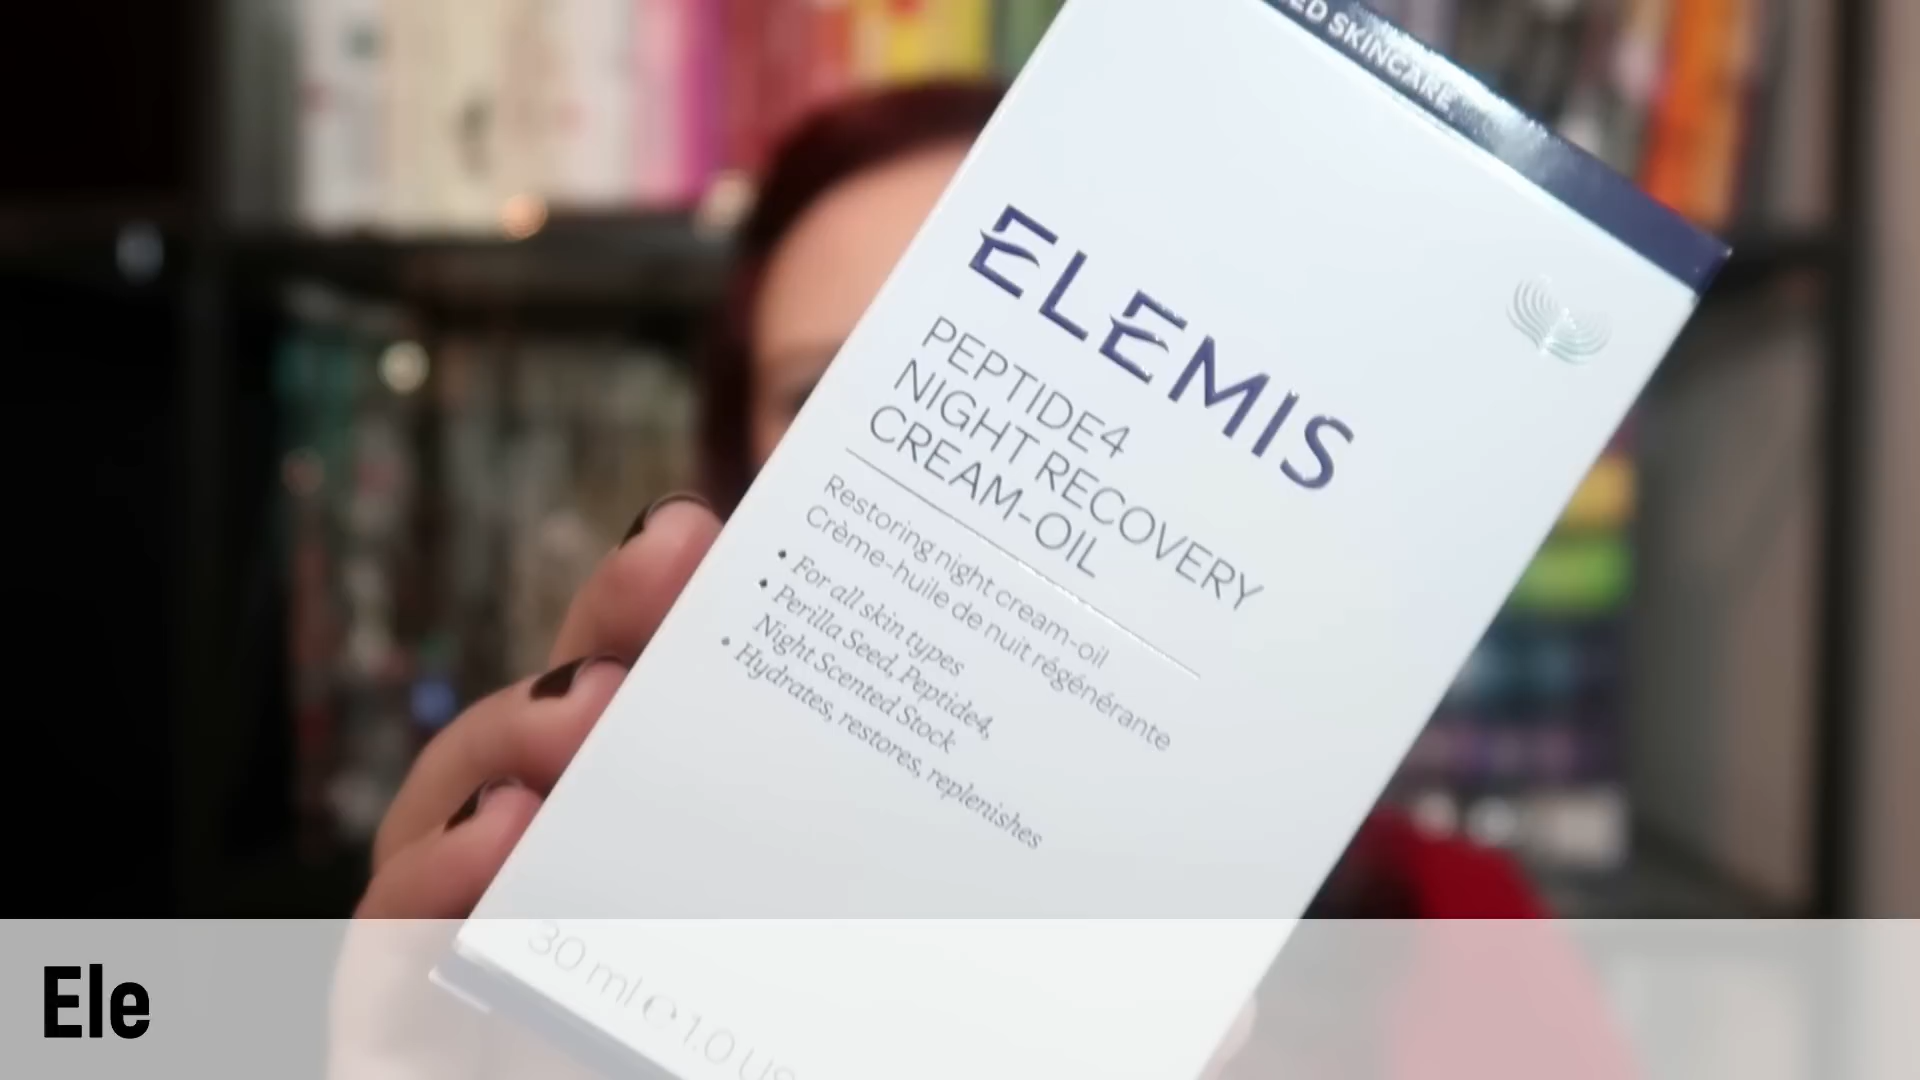 ED SKINCARE
ELEMIS
PEPTIDE4
NIGHT RECOVERY
CREAM-OIL
Restoring night cream-oil
Crème-huile de nuit régénérante
• For all skin types
• Perilla Seed, Peptide4,
Night Scented Stock
• Hydrates, restores, replenishes
30 ml ℮ 1.0 US
Ele